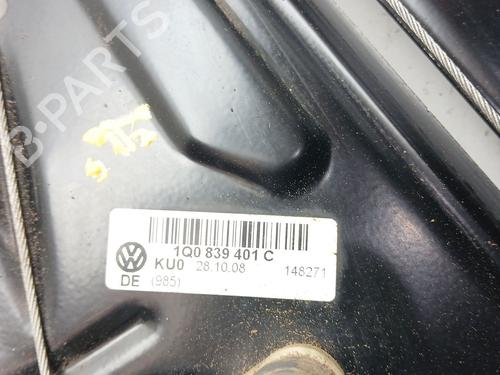 B-PARTS
1Q0 839 401 C
KU0 28.10.08 148271
DE (985)